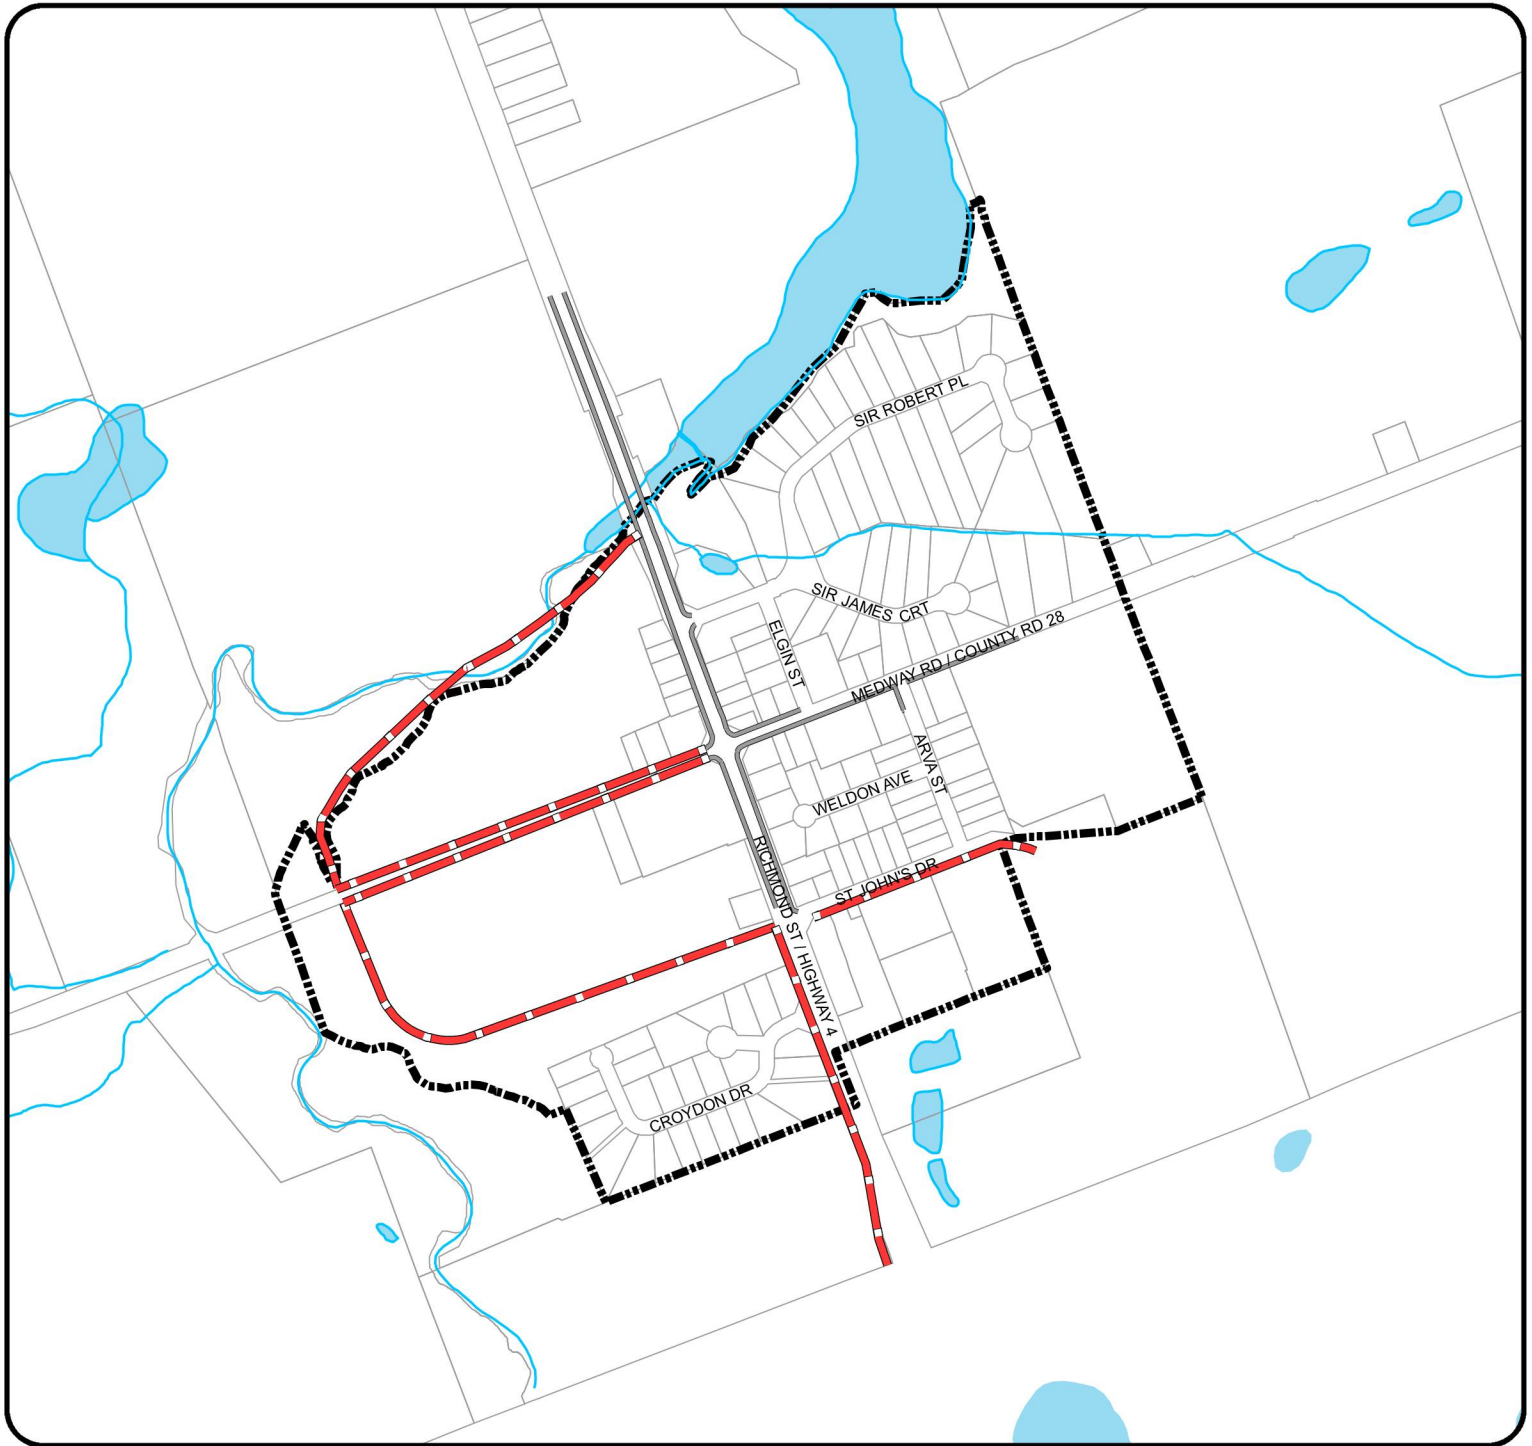 SIR ROBERT PL
SIR JAMES CRT
ELGIN ST
MEDWAY RD / COUNTY RD 28
ARVA ST
WELDON AVE
RICHMOND ST / HIGHWAY 4
ST JOHN'S DR
CROYDON DR